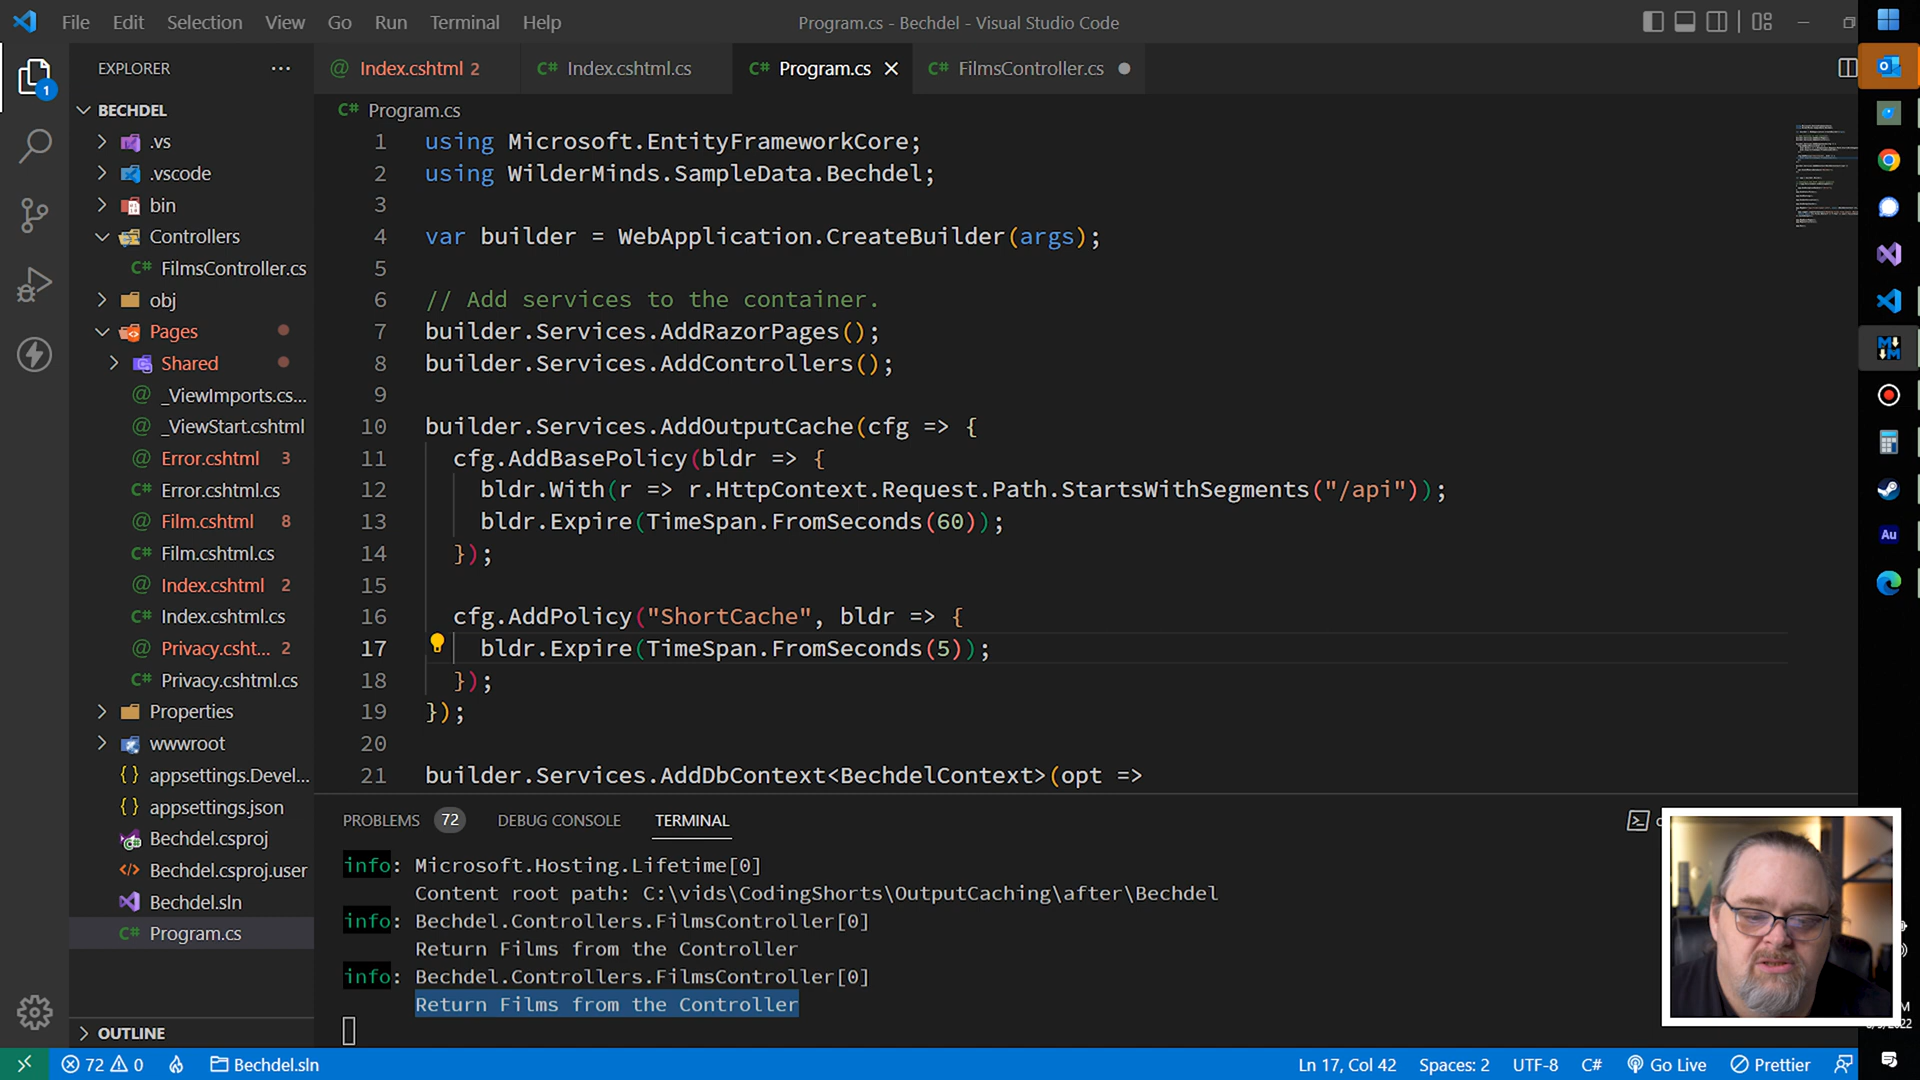 File Edit Selection View Go Run Terminal Help
Program.cs - Bechdel - Visual Studio Code
EXPLORER
Index.cshtml 2
Index.cshtml.cs
Program.cs
FilmsController.cs
1
BECHDEL
.vs
.vscode
bin
Controllers
FilmsController.cs
obj
Pages
Shared
_ViewImports.cs...
_ViewStart.cshtml
Error.cshtml 3
Error.cshtml.cs
Film.cshtml 8
Film.cshtml.cs
Index.cshtml 2
Index.cshtml.cs
Privacy.csht... 2
Privacy.cshtml.cs
Properties
wwwroot
appsettings.Devel...
appsettings.json
Bechdel.csproj
Bechdel.csproj.user
Bechdel.sln
Program.cs
OUTLINE
C# Program.cs
1 using Microsoft.EntityFrameworkCore;
2 using WilderMinds.SampleData.Bechdel;
3
4 var builder = WebApplication.CreateBuilder(args);
5
6 // Add services to the container.
7 builder.Services.AddRazorPages();
8 builder.Services.AddControllers();
9
10 builder.Services.AddOutputCache(cfg => {
11 cfg.AddBasePolicy(bldr => {
12 bldr.With(r => r.HttpContext.Request.Path.StartsWithSegments("/api"));
13 bldr.Expire(TimeSpan.FromSeconds(60));
14 });
15
16 cfg.AddPolicy("ShortCache", bldr => {
17 bldr.Expire(TimeSpan.FromSeconds(5));
18 });
19 });
20
21 builder.Services.AddDbContext<BechdelContext>(opt =>
PROBLEMS 72 DEBUG CONSOLE TERMINAL
info: Microsoft.Hosting.Lifetime[0]
Content root path: C:\vids\CodingShorts\OutputCaching\after\Bechdel
info: Bechdel.Controllers.FilmsController[0]
Return Films from the Controller
info: Bechdel.Controllers.FilmsController[0]
Return Films from the Controller
72 0 Bechdel.sln
Ln 17, Col 42 Spaces: 2 UTF-8 C# Go Live Prettier
Au